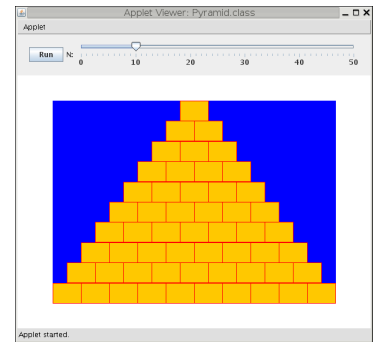 Applet Viewer: Pyramid.class
Applet
Run N:
0 10 20 30 40 50
Applet started.